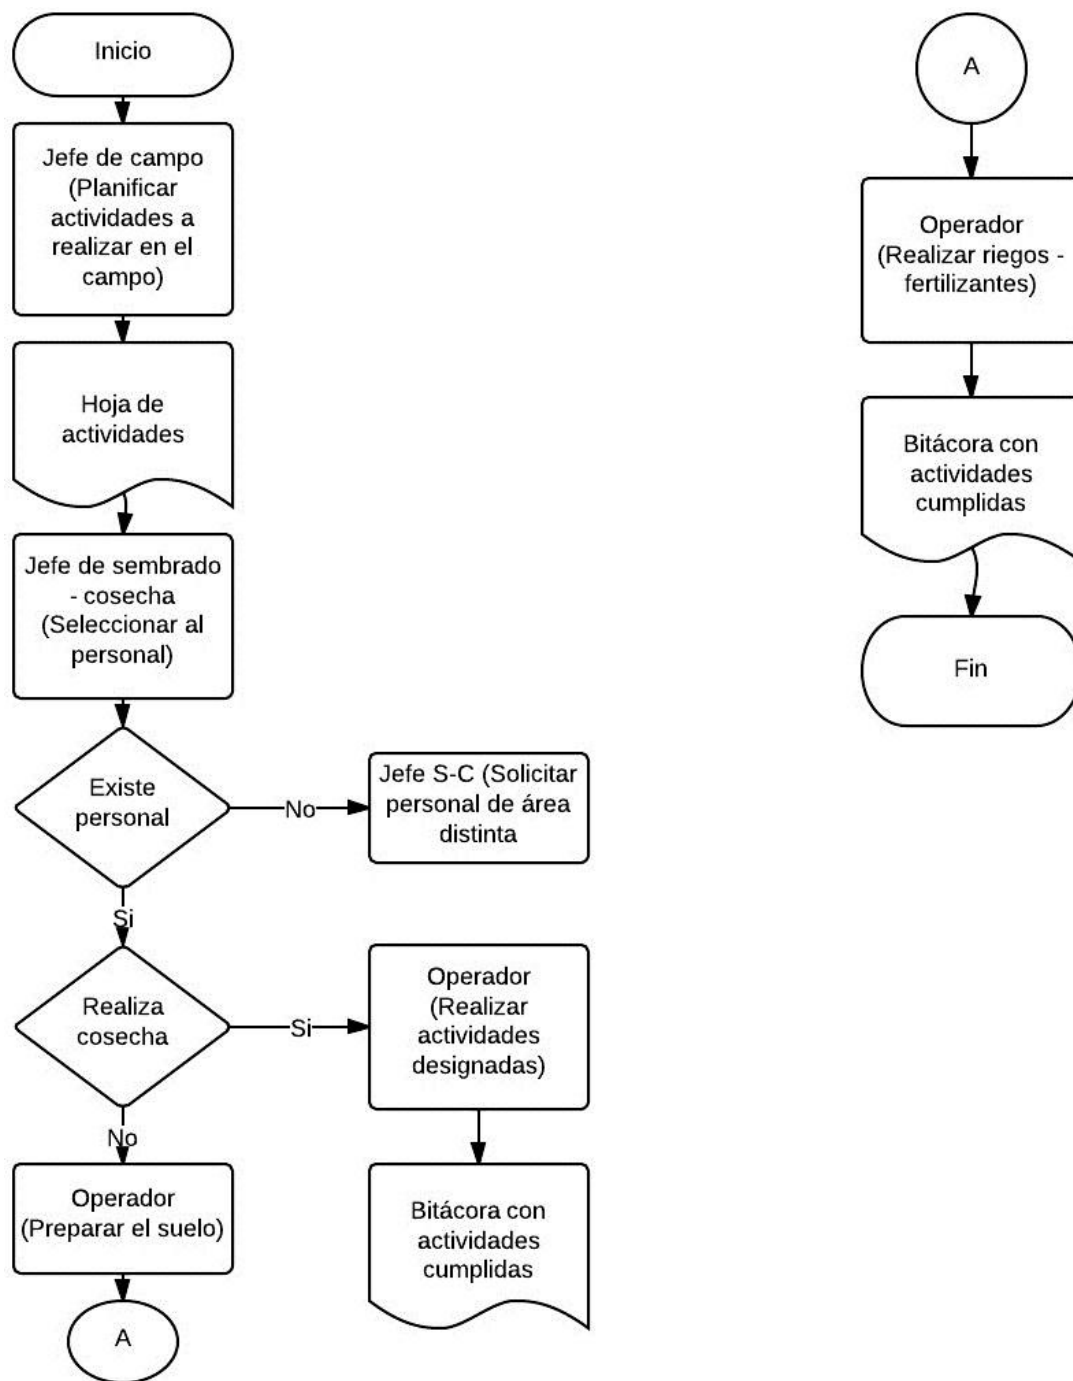 Inicio
Jefe de campo
(Planificar
actividades a
realizar en el
campo)
Hoja de
actividades
Jefe de sembrado
- cosecha
(Seleccionar al
personal)
Existe
personal
No
Jefe S-C (Solicitar
personal de área
distinta
Si
Realiza
cosecha
Si
Operador
(Realizar
actividades
designadas)
No
Operador
(Preparar el suelo)
Bitácora con
actividades
cumplidas
A
A
Operador
(Realizar riegos -
fertilizantes)
Bitácora con
actividades
cumplidas
Fin